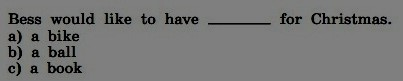 Bess would like to have ________ for Christmas.
a) a bike
b) a ball
c) a book